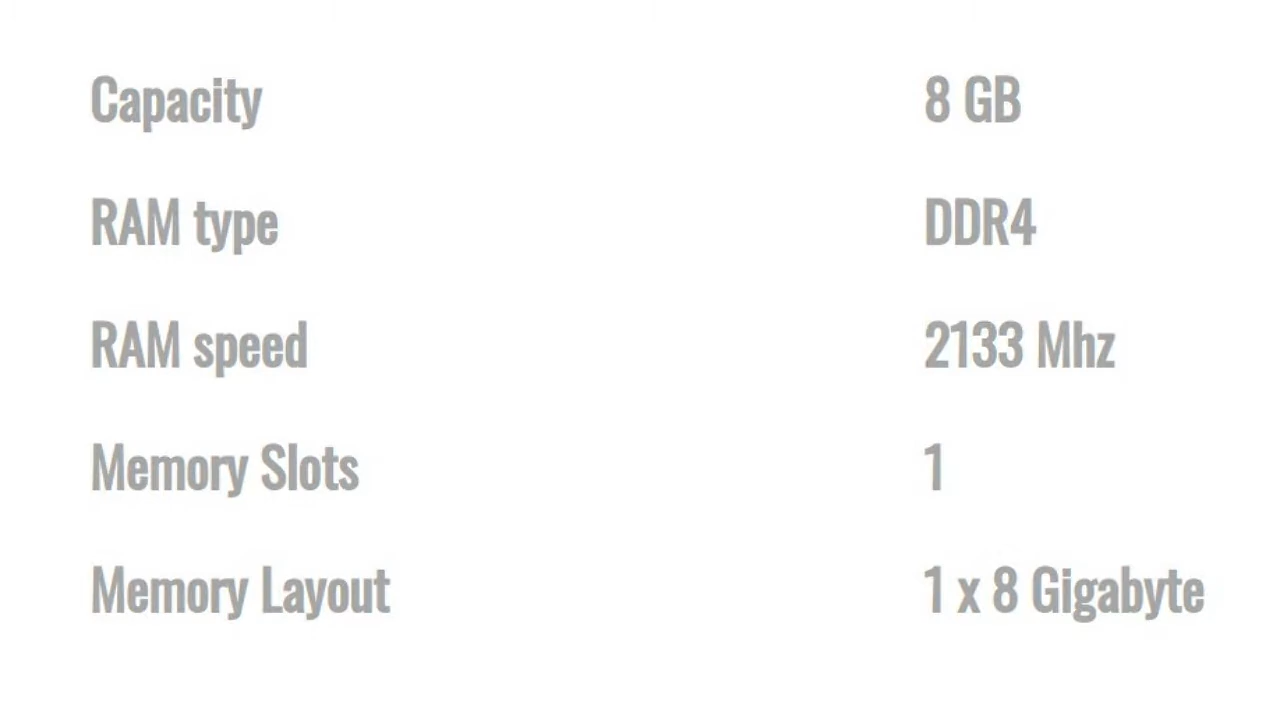 Capacity 8 GB
RAM type DDR4
RAM speed 2133 Mhz
Memory Slots 1
Memory Layout 1 x 8 Gigabyte